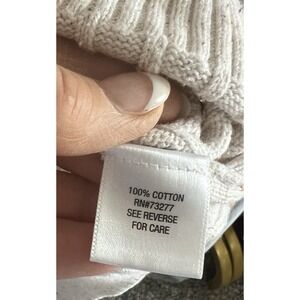 100% COTTON
RN#73277
SEE REVERSE
FOR CARE